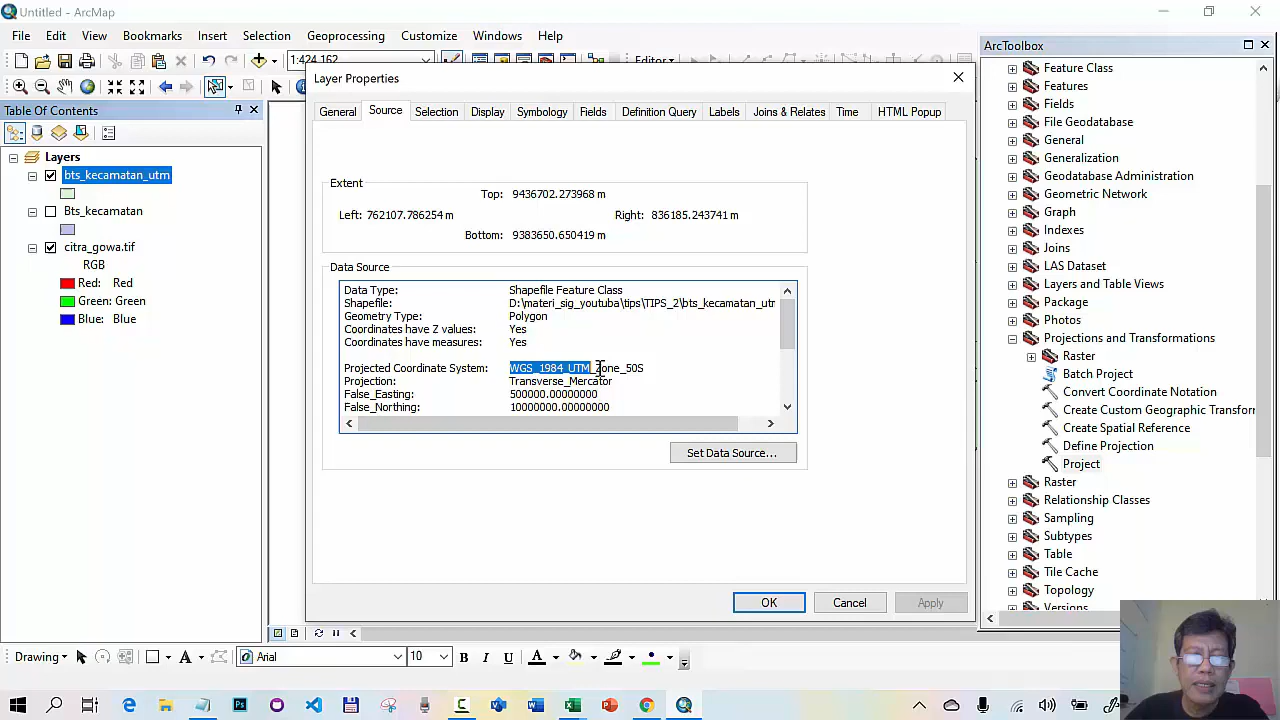 Untitled - ArcMap
File Edit View Bookmarks Insert Selection Geoprocessing Customize Windows Help
1:424,162
Editor
ArcToolbox
Layer Properties
Table Of Contents
General Source Selection Display Symbology Fields Definition Query Labels Joins & Relates Time HTML Popup
Layers
bts_kecamatan_utm
Bts_kecamatan
citra_gowa.tif
RGB
Red: Red
Green: Green
Blue: Blue
Extent
Top: 9436702.273968 m
Left: 762107.786254 m Right: 836185.243741 m
Bottom: 9383650.650419 m
Data Source
Data Type: Shapefile Feature Class
Shapefile: D:\materi_sig_youtuba\tips\TIPS_2\bts_kecamatan_utr
Geometry Type: Polygon
Coordinates have Z values: Yes
Coordinates have measures: Yes
Projected Coordinate System: WGS_1984_UTM_Zone_50S
Projection: Transverse_Mercator
False_Easting: 500000.00000000
False_Northing: 10000000.00000000
Set Data Source...
OK Cancel Apply
Feature Class
Features
Fields
File Geodatabase
General
Generalization
Geodatabase Administration
Geometric Network
Graph
Indexes
Joins
LAS Dataset
Layers and Table Views
Package
Photos
Projections and Transformations
Raster
Batch Project
Convert Coordinate Notation
Create Custom Geographic Transfor
Create Spatial Reference
Define Projection
Project
Raster
Relationship Classes
Sampling
Subtypes
Table
Tile Cache
Topology
Versions
Drawing A Arial 10 B I U A